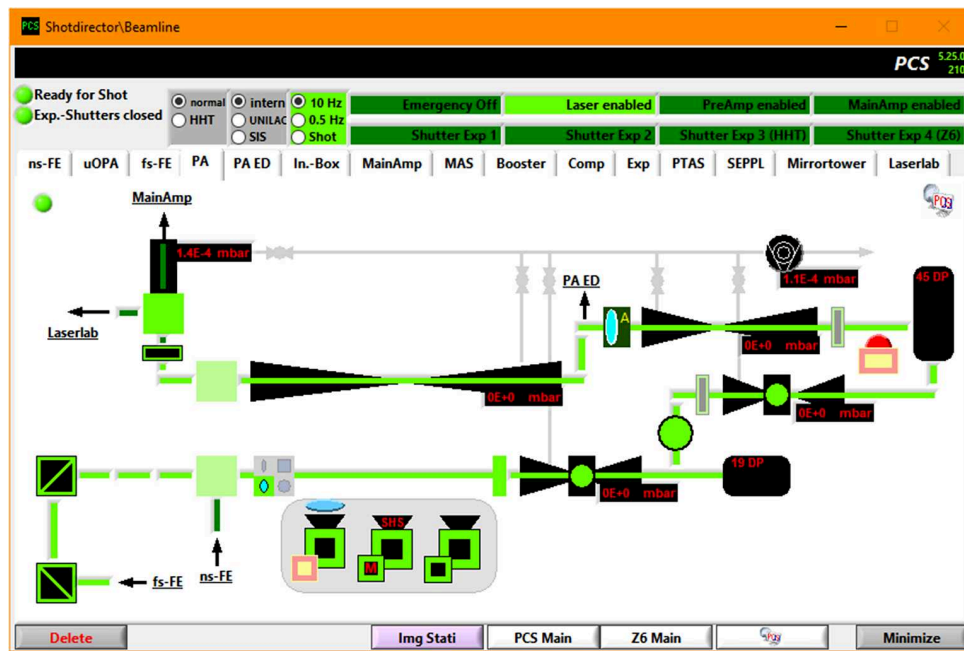 PCS Shotdirector\Beamline
PCS 5.25.0
210
Ready for Shot
Exp.-Shutters closed
normal
HHT
intern
UNILAC
SIS
10 Hz
0.5 Hz
Shot
Emergency Off
Laser enabled
PreAmp enabled
MainAmp enabled
Shutter Exp 1
Shutter Exp 2
Shutter Exp 3 (HHT)
Shutter Exp 4 (Z6)
ns-FE uOPA fs-FE PA PA ED In.-Box MainAmp MAS Booster Comp Exp PTAS SEPPL Mirrortower Laserlab
MainAmp
1.4E-4 mbar
1.1E-4 mbar
45 DP
PA ED
A
Laserlab
0E+0 mbar
0E+0 mbar
0E+0 mbar
19 DP
0E+0 mbar
SHS
M
fs-FE
ns-FE
Delete
Img Stati
PCS Main
Z6 Main
Minimize